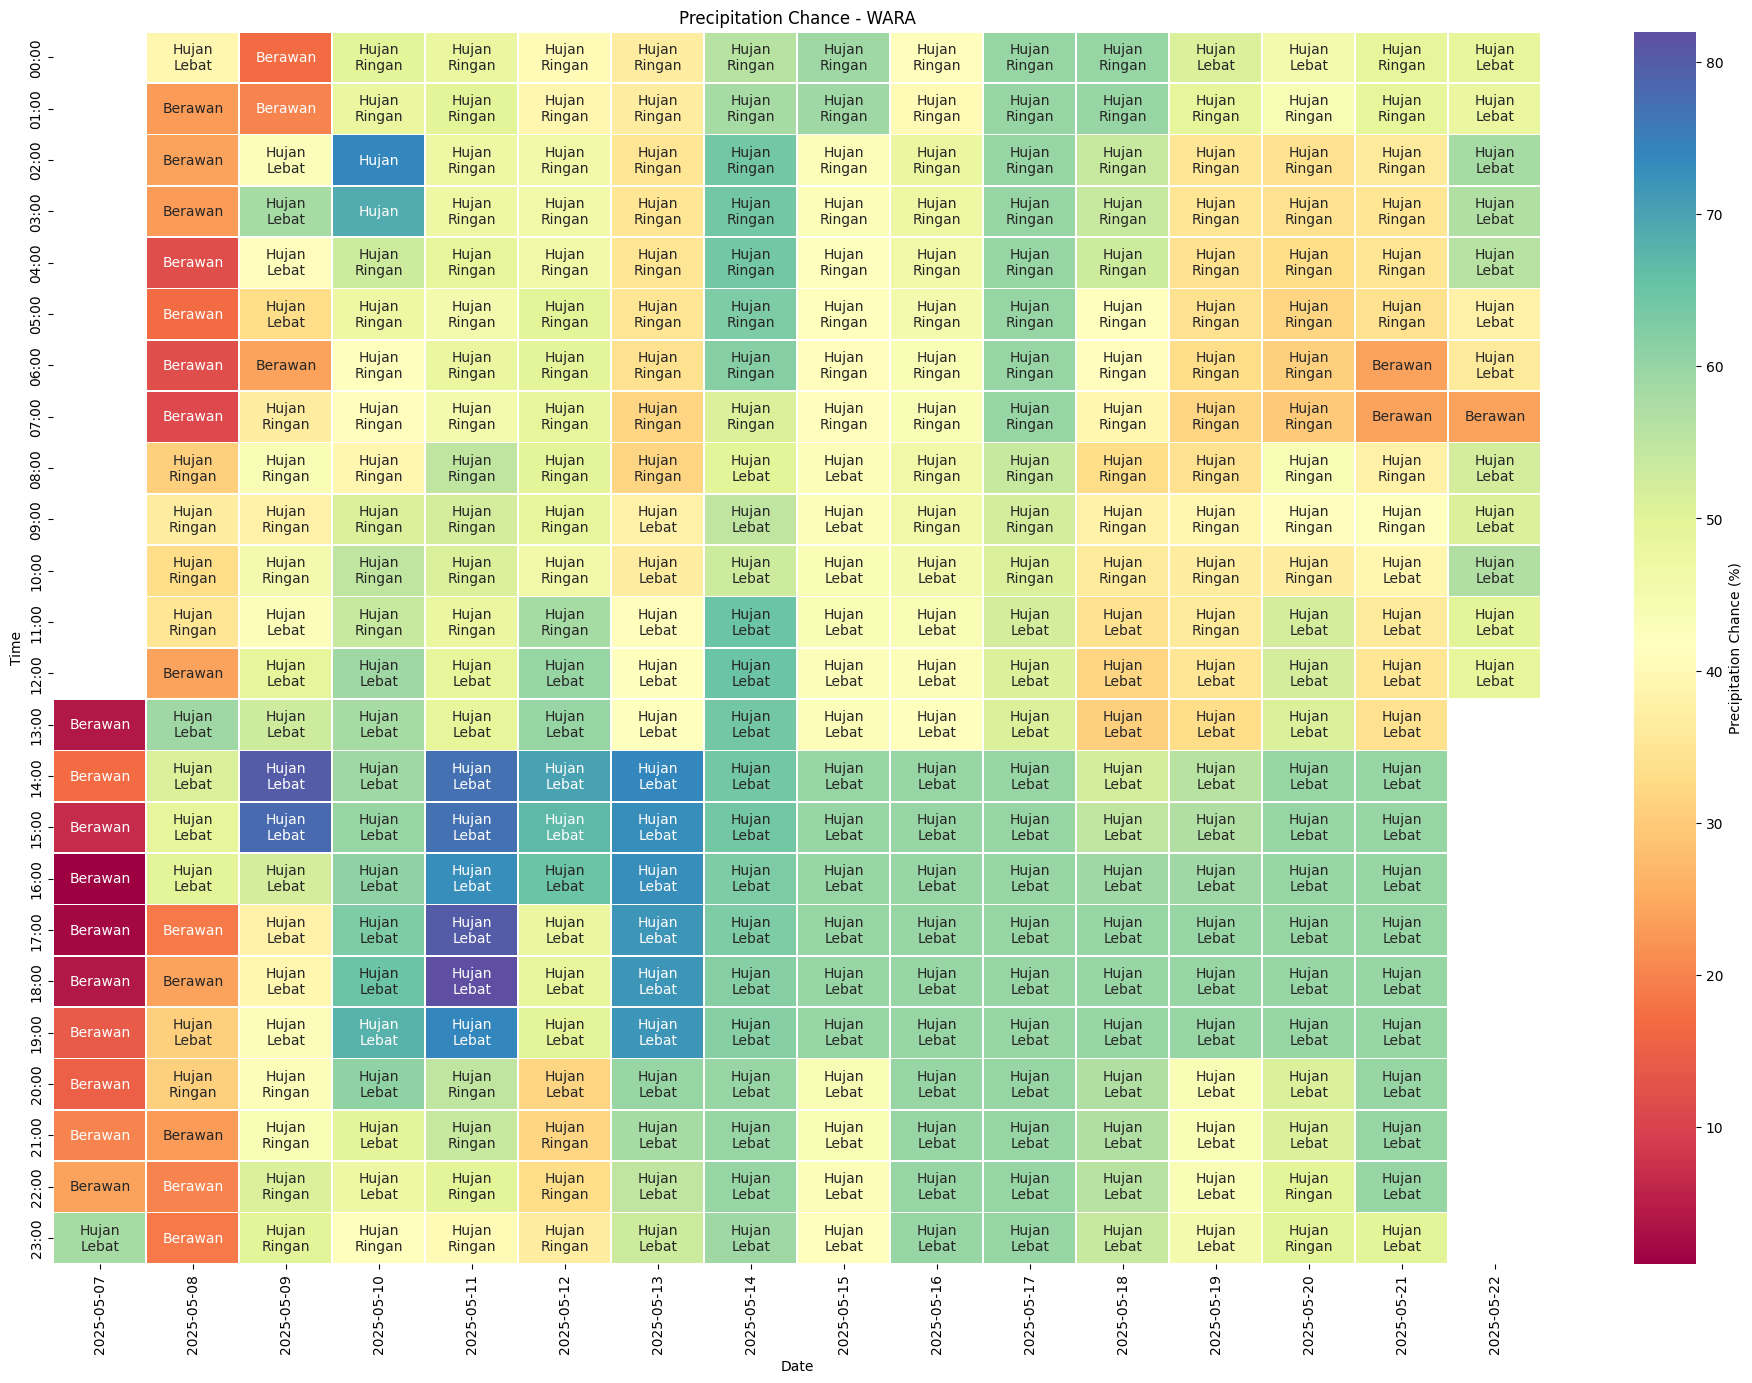 Precipitation Chance - WARA
00:00 Hujan Lebat Berawan Hujan Ringan Hujan Ringan Hujan Ringan Hujan Ringan Hujan Ringan Hujan Ringan Hujan Ringan Hujan Ringan Hujan Ringan Hujan Lebat Hujan Lebat Hujan Ringan Hujan Lebat
01:00 Berawan Berawan Hujan Ringan Hujan Ringan Hujan Ringan Hujan Ringan Hujan Ringan Hujan Ringan Hujan Ringan Hujan Ringan Hujan Ringan Hujan Ringan Hujan Ringan Hujan Ringan Hujan Lebat
02:00 Berawan Hujan Lebat Hujan Hujan Ringan Hujan Ringan Hujan Ringan Hujan Ringan Hujan Ringan Hujan Ringan Hujan Ringan Hujan Ringan Hujan Ringan Hujan Ringan Hujan Ringan Hujan Lebat
03:00 Berawan Hujan Lebat Hujan Hujan Ringan Hujan Ringan Hujan Ringan Hujan Ringan Hujan Ringan Hujan Ringan Hujan Ringan Hujan Ringan Hujan Ringan Hujan Ringan Hujan Ringan Hujan Lebat
04:00 Berawan Hujan Lebat Hujan Ringan Hujan Ringan Hujan Ringan Hujan Ringan Hujan Ringan Hujan Ringan Hujan Ringan Hujan Ringan Hujan Ringan Hujan Ringan Hujan Ringan Hujan Ringan Hujan Lebat
05:00 Berawan Hujan Lebat Hujan Ringan Hujan Ringan Hujan Ringan Hujan Ringan Hujan Ringan Hujan Ringan Hujan Ringan Hujan Ringan Hujan Ringan Hujan Ringan Hujan Ringan Hujan Ringan Hujan Lebat
06:00 Berawan Berawan Hujan Ringan Hujan Ringan Hujan Ringan Hujan Ringan Hujan Ringan Hujan Ringan Hujan Ringan Hujan Ringan Hujan Ringan Hujan Ringan Hujan Ringan Berawan Hujan Lebat
07:00 Berawan Hujan Ringan Hujan Ringan Hujan Ringan Hujan Ringan Hujan Ringan Hujan Ringan Hujan Ringan Hujan Ringan Hujan Ringan Hujan Ringan Hujan Ringan Hujan Ringan Berawan Berawan
08:00 Hujan Ringan Hujan Ringan Hujan Ringan Hujan Ringan Hujan Ringan Hujan Ringan Hujan Lebat Hujan Lebat Hujan Ringan Hujan Ringan Hujan Ringan Hujan Ringan Hujan Ringan Hujan Ringan Hujan Lebat
09:00 Hujan Ringan Hujan Ringan Hujan Ringan Hujan Ringan Hujan Ringan Hujan Lebat Hujan Lebat Hujan Lebat Hujan Ringan Hujan Ringan Hujan Ringan Hujan Ringan Hujan Ringan Hujan Ringan Hujan Lebat
10:00 Hujan Ringan Hujan Ringan Hujan Ringan Hujan Ringan Hujan Ringan Hujan Lebat Hujan Lebat Hujan Lebat Hujan Lebat Hujan Ringan Hujan Ringan Hujan Ringan Hujan Ringan Hujan Lebat Hujan Lebat
11:00 Hujan Ringan Hujan Lebat Hujan Ringan Hujan Ringan Hujan Ringan Hujan Lebat Hujan Lebat Hujan Lebat Hujan Lebat Hujan Lebat Hujan Lebat Hujan Ringan Hujan Lebat Hujan Lebat Hujan Lebat
12:00 Berawan Hujan Lebat Hujan Lebat Hujan Lebat Hujan Lebat Hujan Lebat Hujan Lebat Hujan Lebat Hujan Lebat Hujan Lebat Hujan Lebat Hujan Lebat Hujan Lebat Hujan Lebat Hujan Lebat
13:00 Berawan Hujan Lebat Hujan Lebat Hujan Lebat Hujan Lebat Hujan Lebat Hujan Lebat Hujan Lebat Hujan Lebat Hujan Lebat Hujan Lebat Hujan Lebat Hujan Lebat Hujan Lebat Hujan Lebat
14:00 Berawan Hujan Lebat Hujan Lebat Hujan Lebat Hujan Lebat Hujan Lebat Hujan Lebat Hujan Lebat Hujan Lebat Hujan Lebat Hujan Lebat Hujan Lebat Hujan Lebat Hujan Lebat Hujan Lebat
15:00 Berawan Hujan Lebat Hujan Lebat Hujan Lebat Hujan Lebat Hujan Lebat Hujan Lebat Hujan Lebat Hujan Lebat Hujan Lebat Hujan Lebat Hujan Lebat Hujan Lebat Hujan Lebat Hujan Lebat
16:00 Berawan Hujan Lebat Hujan Lebat Hujan Lebat Hujan Lebat Hujan Lebat Hujan Lebat Hujan Lebat Hujan Lebat Hujan Lebat Hujan Lebat Hujan Lebat Hujan Lebat Hujan Lebat Hujan Lebat
17:00 Berawan Berawan Hujan Lebat Hujan Lebat Hujan Lebat Hujan Lebat Hujan Lebat Hujan Lebat Hujan Lebat Hujan Lebat Hujan Lebat Hujan Lebat Hujan Lebat Hujan Lebat Hujan Lebat
18:00 Berawan Berawan Hujan Lebat Hujan Lebat Hujan Lebat Hujan Lebat Hujan Lebat Hujan Lebat Hujan Lebat Hujan Lebat Hujan Lebat Hujan Lebat Hujan Lebat Hujan Lebat Hujan Lebat
19:00 Berawan Hujan Lebat Hujan Lebat Hujan Lebat Hujan Lebat Hujan Lebat Hujan Lebat Hujan Lebat Hujan Lebat Hujan Lebat Hujan Lebat Hujan Lebat Hujan Lebat Hujan Lebat Hujan Lebat
20:00 Berawan Hujan Ringan Hujan Ringan Hujan Lebat Hujan Ringan Hujan Lebat Hujan Lebat Hujan Lebat Hujan Lebat Hujan Lebat Hujan Lebat Hujan Lebat Hujan Lebat Hujan Lebat Hujan Lebat
21:00 Berawan Berawan Hujan Ringan Hujan Lebat Hujan Ringan Hujan Ringan Hujan Lebat Hujan Lebat Hujan Lebat Hujan Lebat Hujan Lebat Hujan Lebat Hujan Lebat Hujan Lebat Hujan Lebat
22:00 Berawan Berawan Hujan Ringan Hujan Lebat Hujan Ringan Hujan Ringan Hujan Lebat Hujan Lebat Hujan Lebat Hujan Lebat Hujan Lebat Hujan Lebat Hujan Lebat Hujan Ringan Hujan Lebat
23:00 Hujan Lebat Berawan Hujan Ringan Hujan Ringan Hujan Ringan Hujan Ringan Hujan Lebat Hujan Lebat Hujan Lebat Hujan Lebat Hujan Lebat Hujan Lebat Hujan Lebat Hujan Ringan Hujan Lebat
Time
2025-05-07 2025-05-08 2025-05-09 2025-05-10 2025-05-11 2025-05-12 2025-05-13 2025-05-14 2025-05-15 2025-05-16 2025-05-17 2025-05-18 2025-05-19 2025-05-20 2025-05-21 2025-05-22
Date
80
70
60
50
40
30
20
10
Precipitation Chance (%)